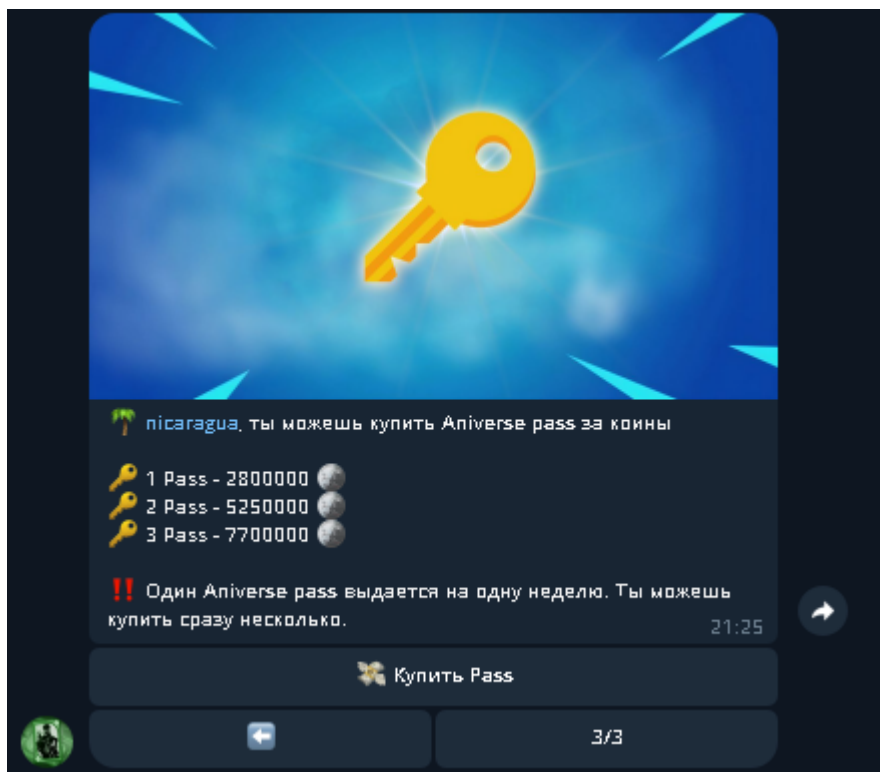 🌴 nicaragua, ты можешь купить Aniverse pass за коины
🔑 1 Pass - 2800000
🔑 2 Pass - 5250000
🔑 3 Pass - 7700000
‼️ Один Aniverse pass выдается на одну неделю. Ты можешь
купить сразу несколько.
21:25
💸 Купить Pass
⬅️
3/3